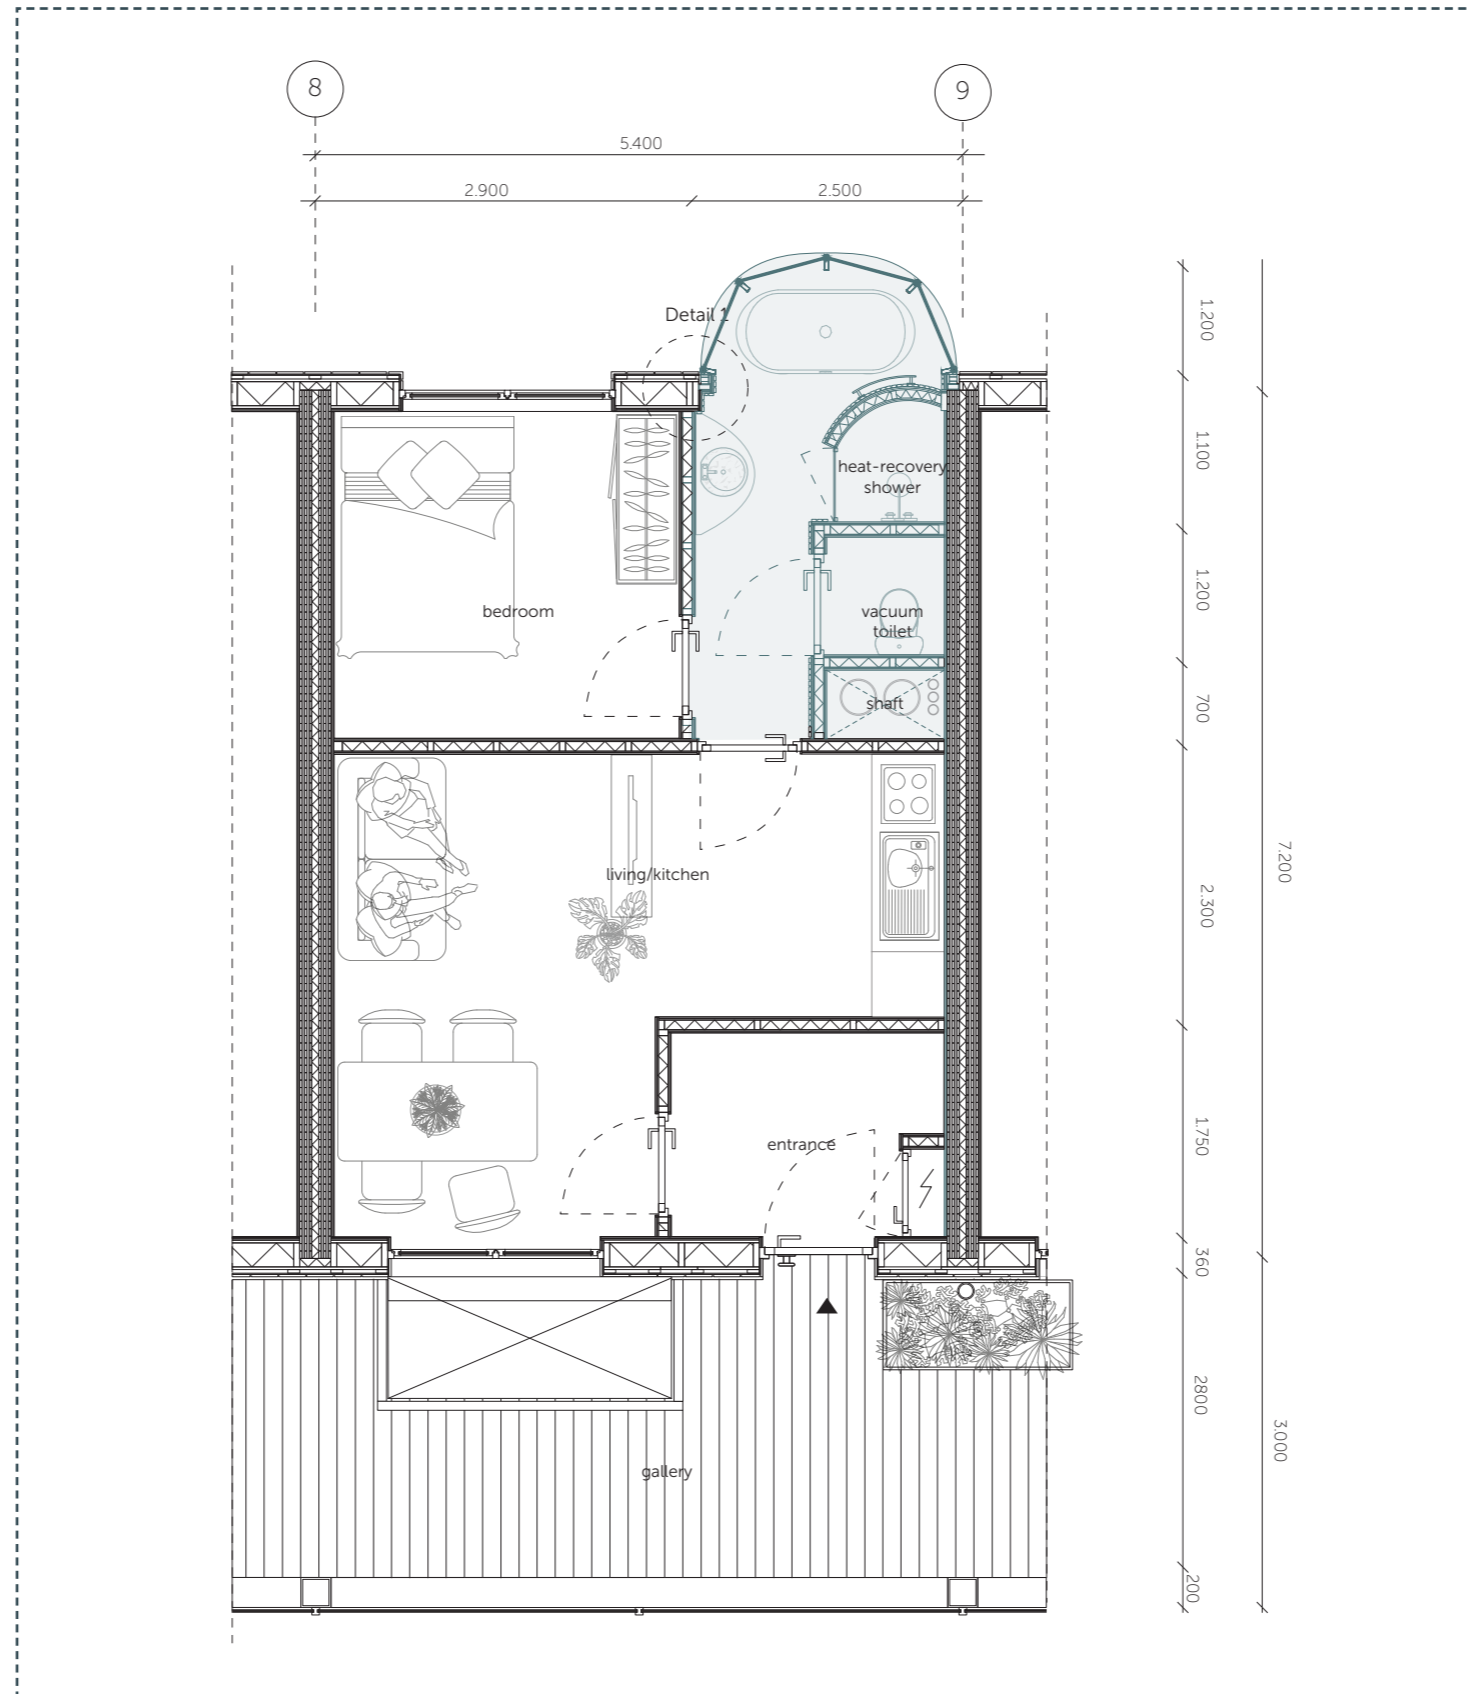 8
9
5.400
2.900
2.500
Detail 1
1.200
1.100
heat-recovery
shower
1.200
bedroom
vacuum
toilet
700
shaft
7.200
living/kitchen
2.300
1.750
entrance
360
2800
3.000
gallery
200